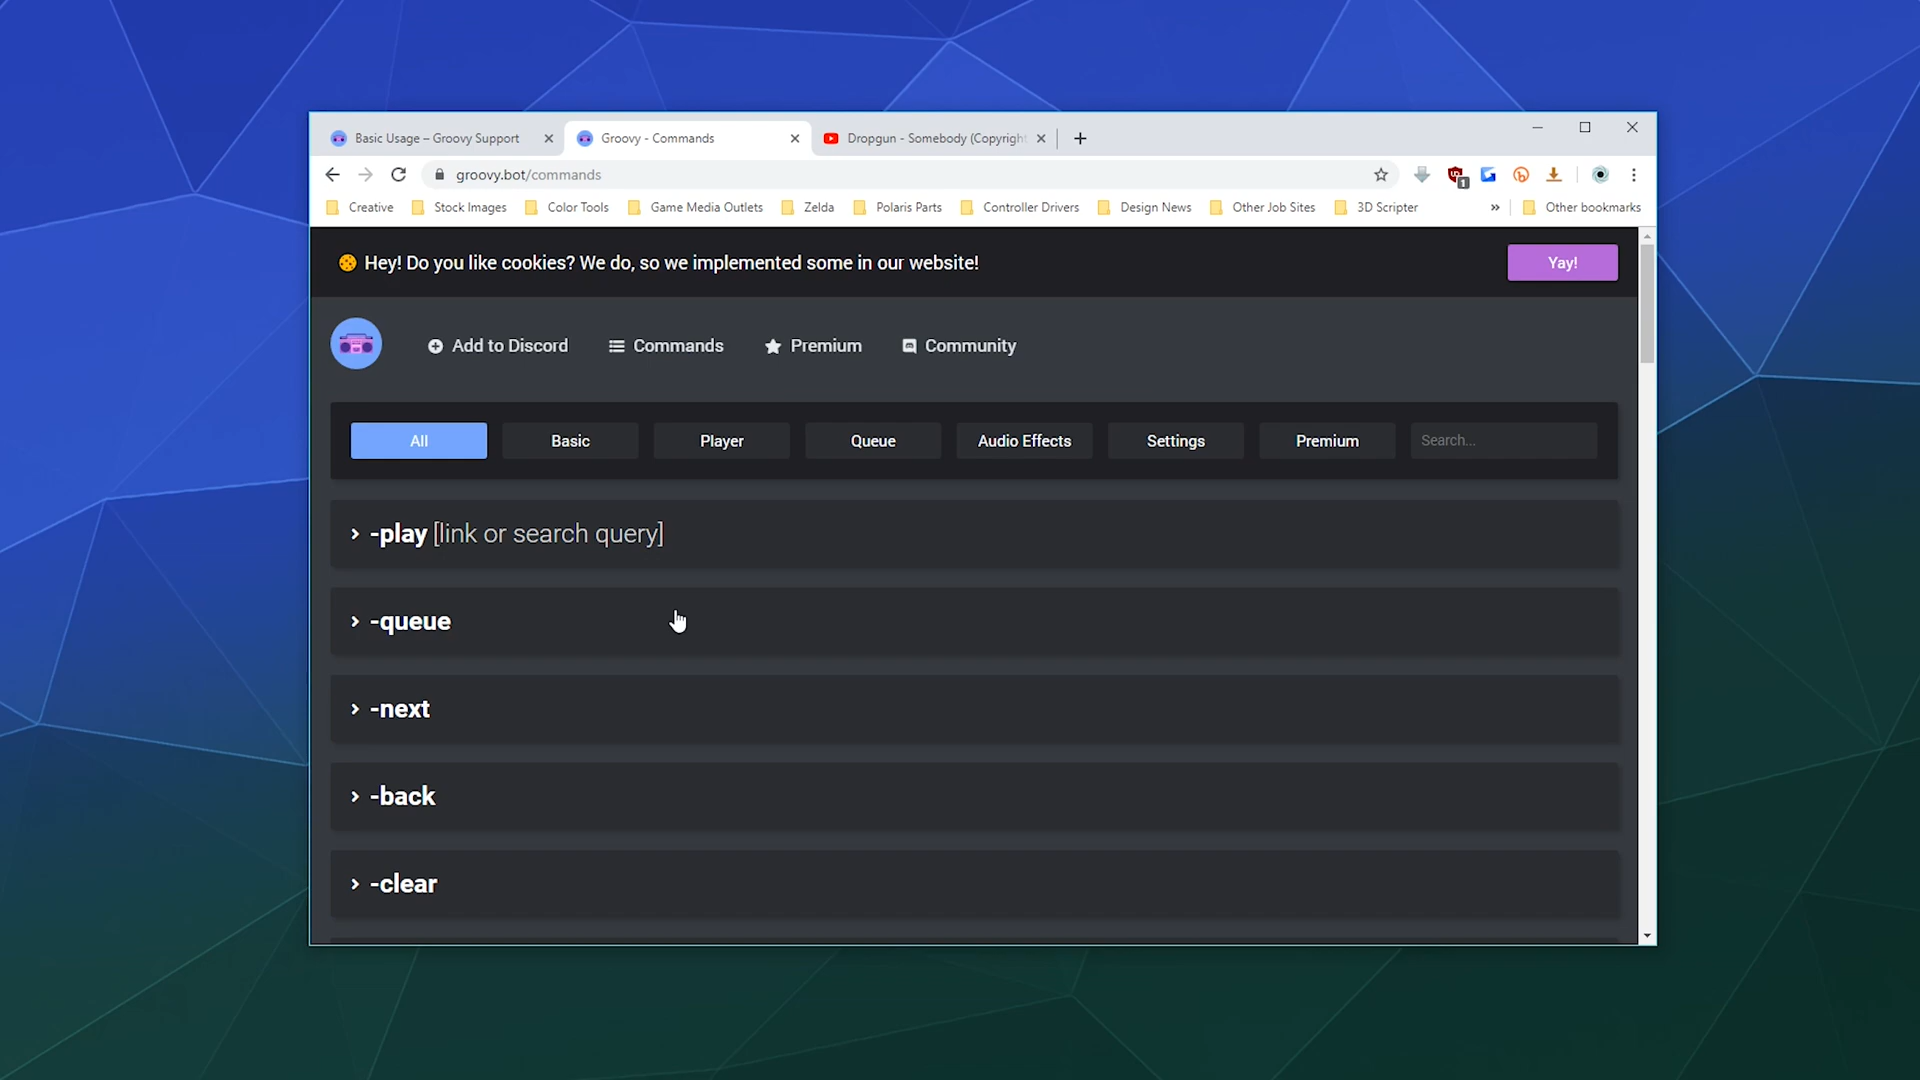 Basic Usage – Groovy Support
Groovy - Commands
Dropgun - Somebody (Copyright
groovy.bot/commands
1
Creative
Stock Images
Color Tools
Game Media Outlets
Zelda
Polaris Parts
Controller Drivers
Design News
Other Job Sites
3D Scripter
»
Other bookmarks
Hey! Do you like cookies? We do, so we implemented some in our website!
Yay!
Add to Discord
Commands
Premium
Community
All
Basic
Player
Queue
Audio Effects
Settings
Premium
Search...
-play [link or search query]
-queue
-next
-back
-clear